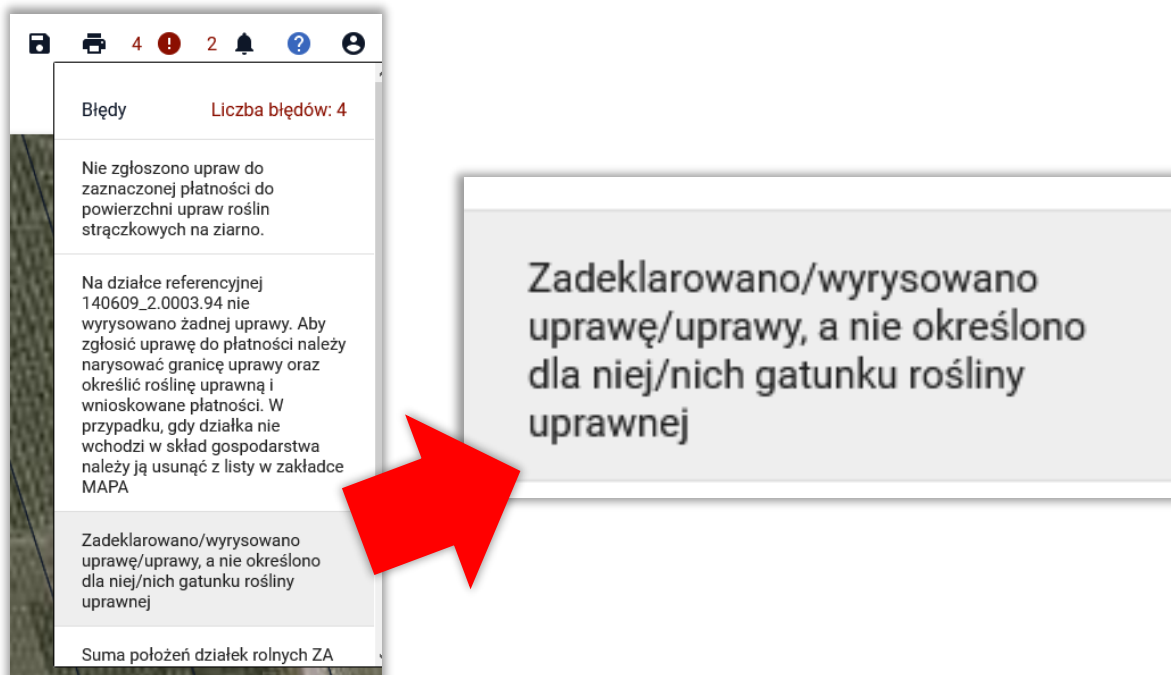 4 ! 2 ?
Błędy Liczba błędów: 4
Nie zgłoszono upraw do
zaznaczonej płatności do
powierzchni upraw roślin
strączkowych na ziarno.
Na działce referencyjnej
140609_2.0003.94 nie
wyrysowano żadnej uprawy. Aby
zgłosić uprawę do płatności należy
narysować granicę uprawy oraz
określić roślinę uprawną i
wnioskowane płatności. W
przypadku, gdy działka nie
wchodzi w skład gospodarstwa
należy ją usunąć z listy w zakładce
MAPA
Zadeklarowano/wyrysowano
uprawę/uprawy, a nie określono
dla niej/nich gatunku rośliny
uprawnej
Suma położeń działek rolnych ZA
Zadeklarowano/wyrysowano
uprawę/uprawy, a nie określono
dla niej/nich gatunku rośliny
uprawnej